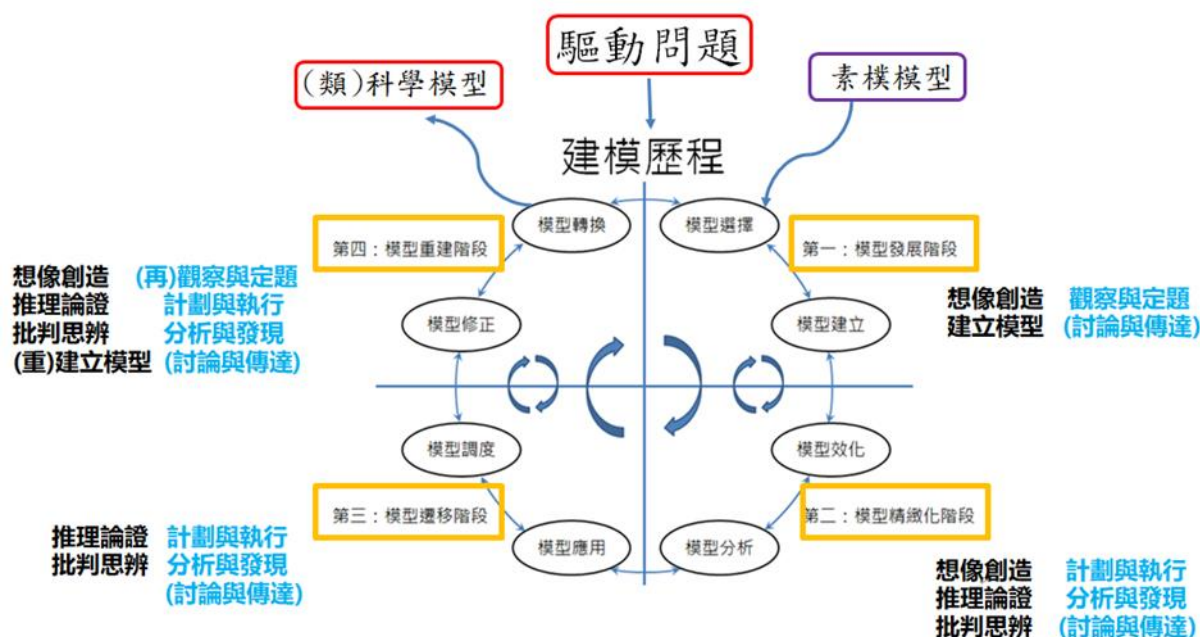 驅動問題
(類)科學模型
素樸模型
建模歷程
模型轉換
模型選擇
第四：模型重建階段
第一：模型發展階段
想像創造 (再)觀察與定題
推理論證 計劃與執行
批判思辨 分析與發現
(重)建立模型 (討論與傳達)
模型修正
模型建立
想像創造 觀察與定題
建立模型 (討論與傳達)
模型調度
模型效化
第三：模型遷移階段
第二：模型精緻化階段
推理論證 計劃與執行
批判思辨 分析與發現
(討論與傳達)
模型應用
模型分析
想像創造 計劃與執行
推理論證 分析與發現
批判思辨 (討論與傳達)